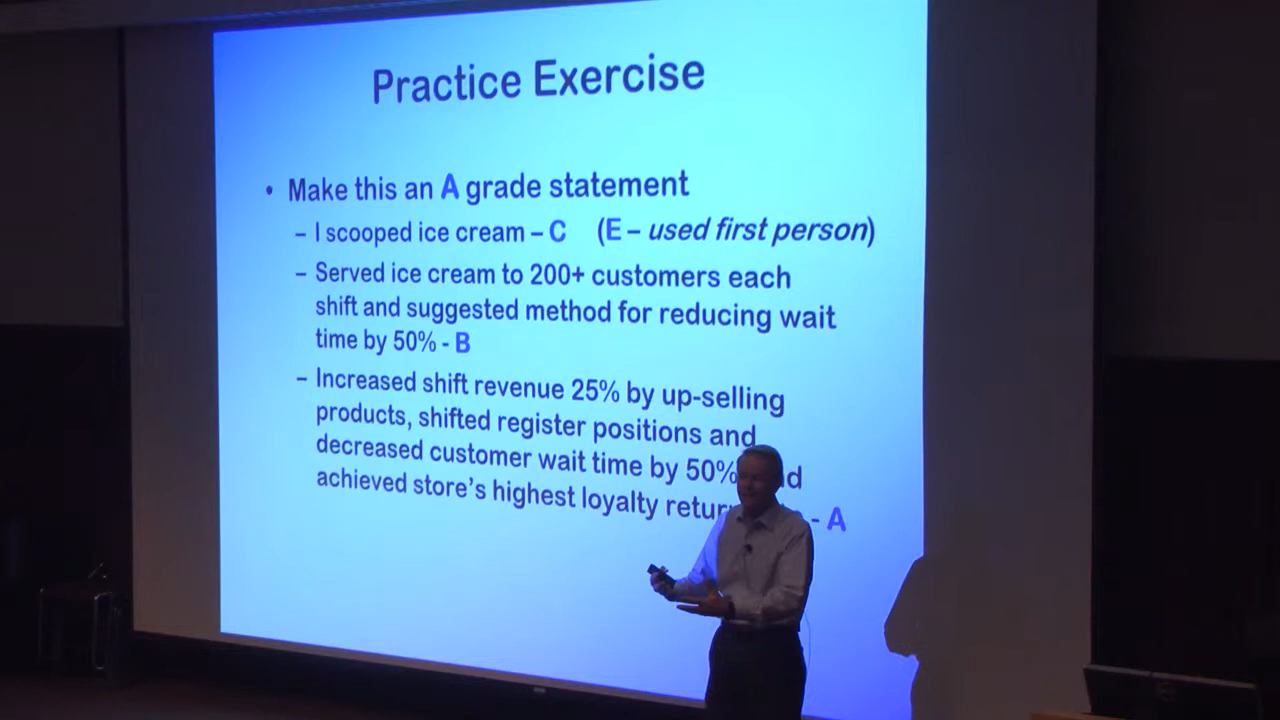 Practice Exercise
• Make this an A grade statement
– I scooped ice cream – C (E – used first person)
– Served ice cream to 200+ customers each
shift and suggested method for reducing wait
time by 50% - B
– Increased shift revenue 25% by up-selling
products, shifted register positions and
decreased customer wait time by 50%
achieved store's highest loyalty - A